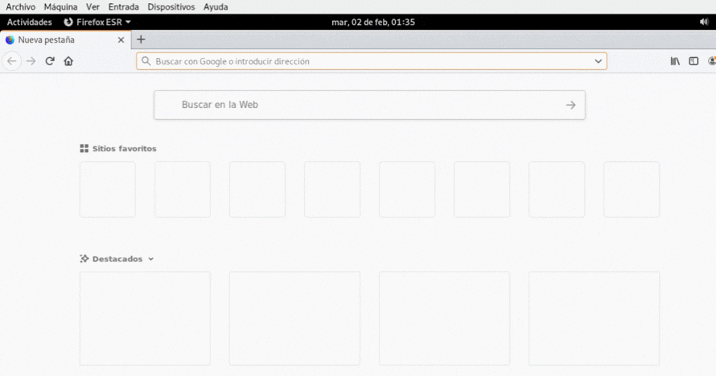 Archivo Máquina Ver Entrada Dispositivos Ayuda
Actividades Firefox ESR mar, 02 de feb, 01:35
Nueva pestaña
Buscar con Google o introducir dirección
Buscar en la Web
Sitios favoritos
Destacados